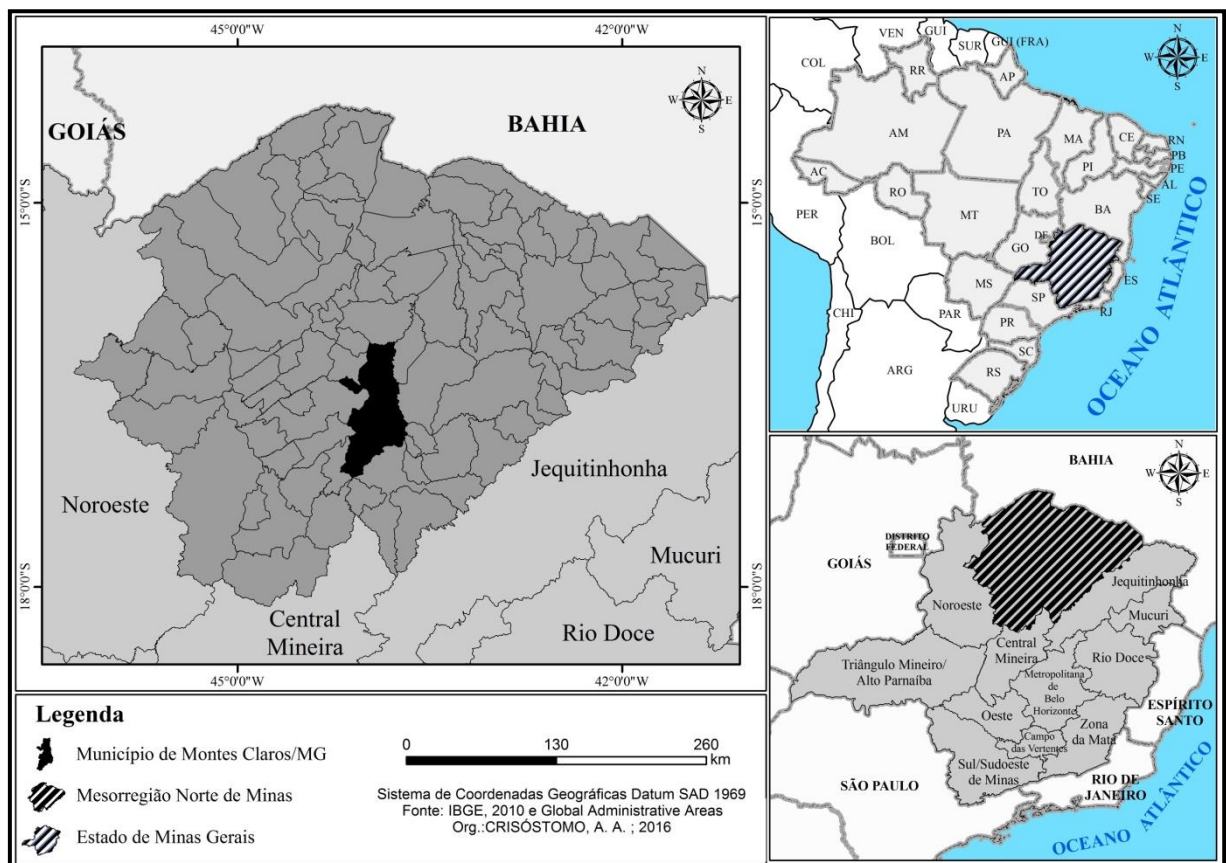 45°0'0"W
42°0'0"W
N
W
E
S
GOIÁS
BAHIA
15°0'0"S
15°0'0"S
Noroeste
Jequitinhonha
Mucuri
Central
Mineira
Rio Doce
18°0'0"S
18°0'0"S
45°0'0"W
42°0'0"W
Legenda
Município de Montes Claros/MG
Mesorregião Norte de Minas
Estado de Minas Gerais
0
130
260
km
Sistema de Coordenadas Geográficas Datum SAD 1969
Fonte: IBGE, 2010 e Global Administrative Areas
Org.:CRISÓSTOMO, A. A. ; 2016
VEN
GUI
SUR
GUI (FRA)
COL
RR
AP
N
W
E
S
AM
PA
MA
CE
RN
PB
PE
PI
AC
AL
RO
TO
SE
PER
MT
BA
BOL
DF
GO
MS
ES
SP
RJ
CHI
PAR
PR
SC
ARG
RS
URU
OCEANO ATLÂNTICO
BAHIA
N
W
E
S
DISTRITO
FEDERAL
GOIÁS
Jequitinhonha
Noroeste
Mucuri
Central
Mineira
Rio Doce
Triângulo Mineiro/
Alto Parnaíba
Metropolitana
de
Belo
Horizonte
ESPÍRITO
SANTO
Oeste
Zona
da Mata
Campo
das Vertentes
Sul/Sudoeste
de Minas
SÃO PAULO
RIO DE
JANEIRO
OCEANO ATLÂNTICO